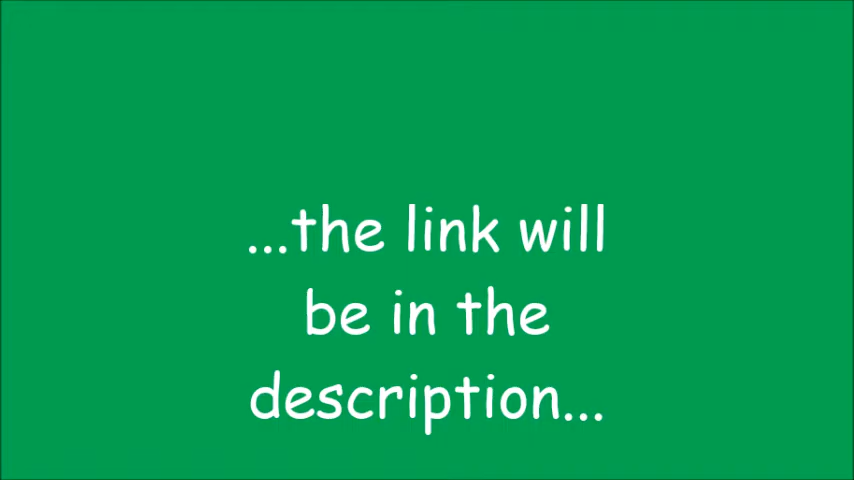 ...the link will
be in the
description...